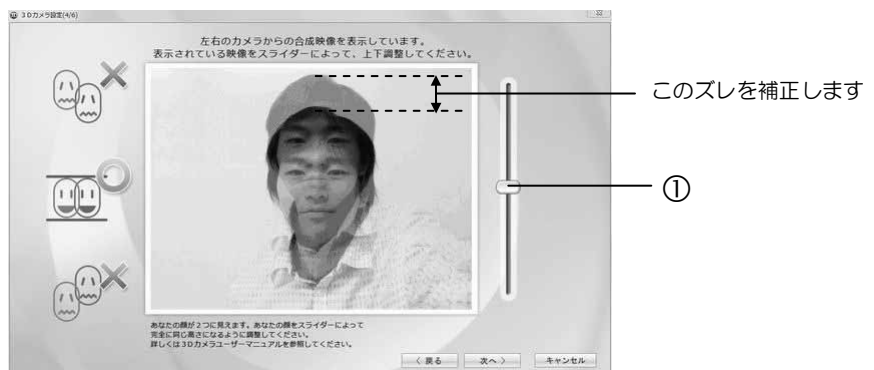 3Dカメラ設定(4/6)
左右のカメラからの合成映像を表示しています。
表示されている映像をスライダーによって、上下調整してください。
このズレを補正します
①
あなたの顔が2つに見えます。あなたの顔をスライダーによって
完全に同じ高さになるように調整してください。
詳しくは3Dカメラユーザーマニュアルを参照してください。
< 戻る
次へ >
キャンセル